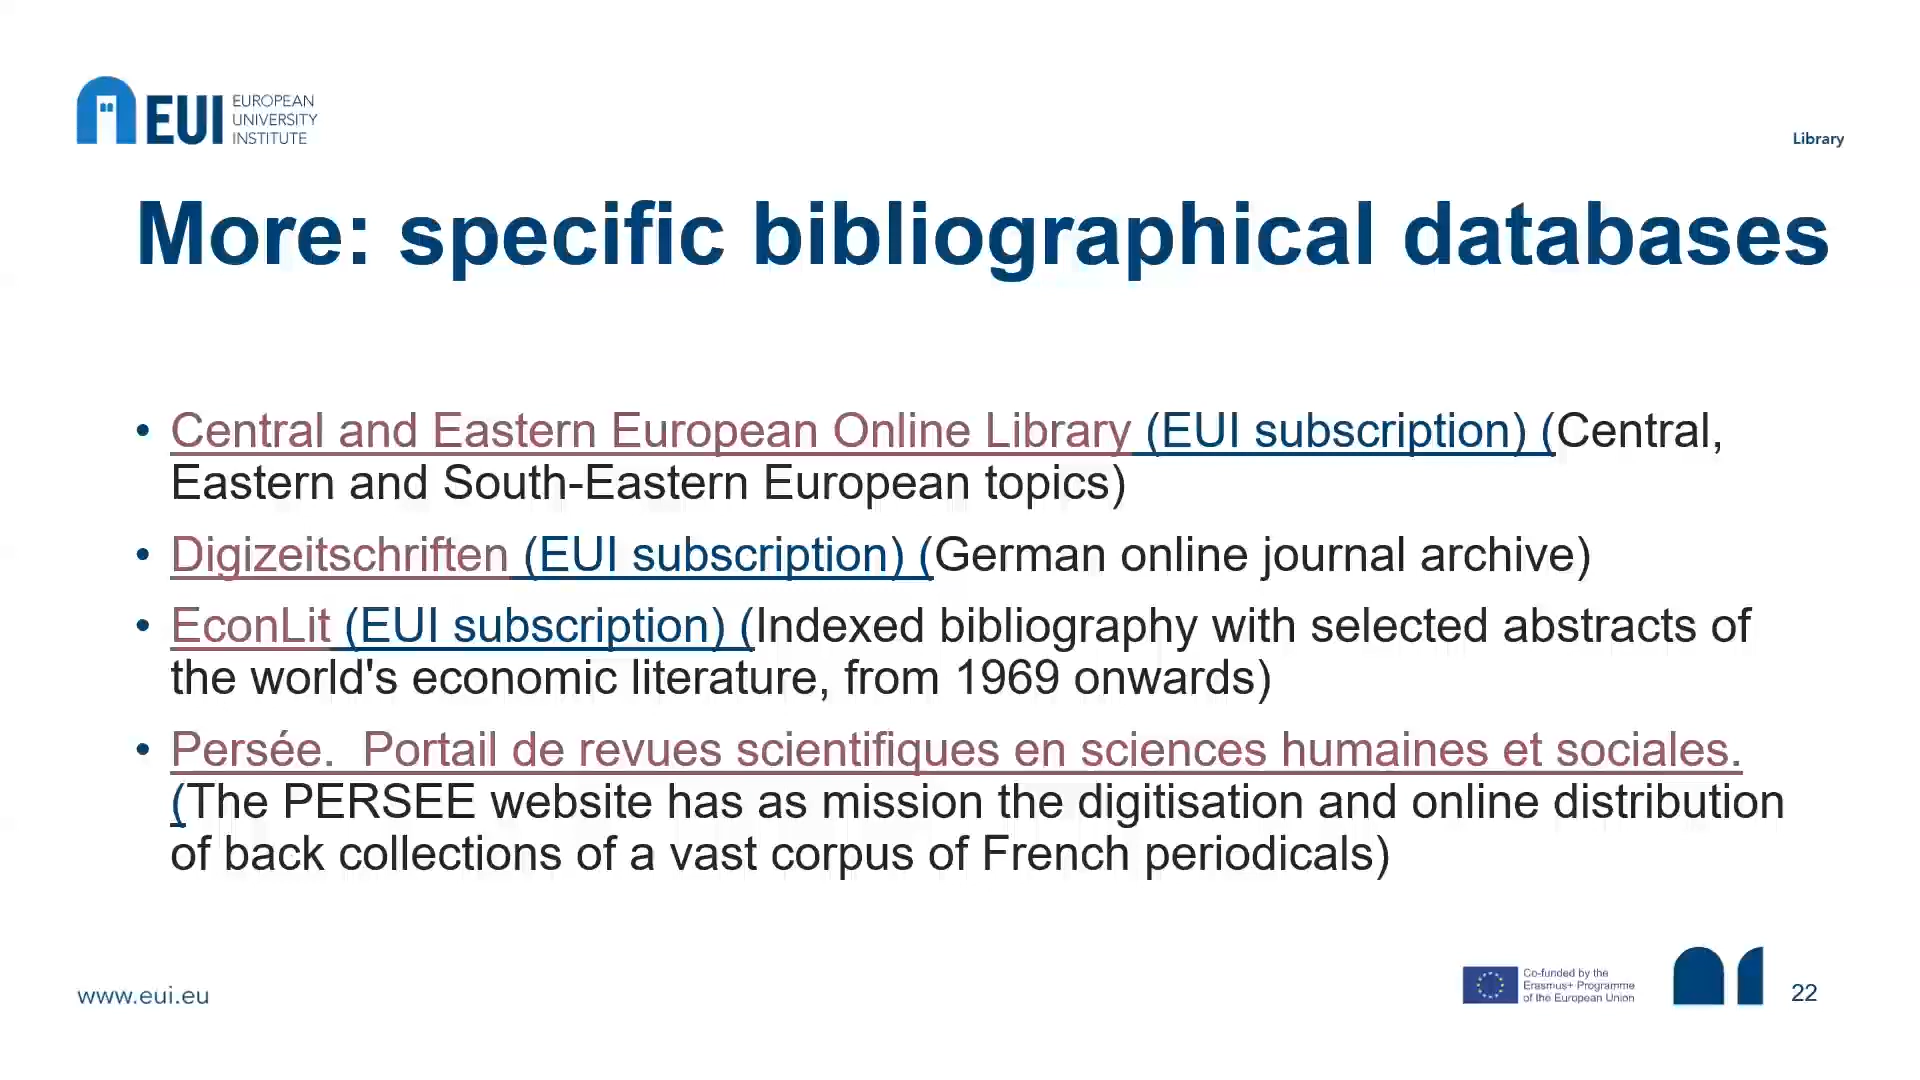 EUI
EUROPEAN
UNIVERSITY
INSTITUTE
Library
More: specific bibliographical databases
• Central and Eastern European Online Library (EUI subscription) (Central,
Eastern and South-Eastern European topics)
• Digizeitschriften (EUI subscription) (German online journal archive)
• EconLit (EUI subscription) (Indexed bibliography with selected abstracts of
the world's economic literature, from 1969 onwards)
• Persée.  Portail de revues scientifiques en sciences humaines et sociales.
(The PERSEE website has as mission the digitisation and online distribution
of back collections of a vast corpus of French periodicals)
www.eui.eu
Co-funded by the
Erasmus+ Programme
of the European Union
22